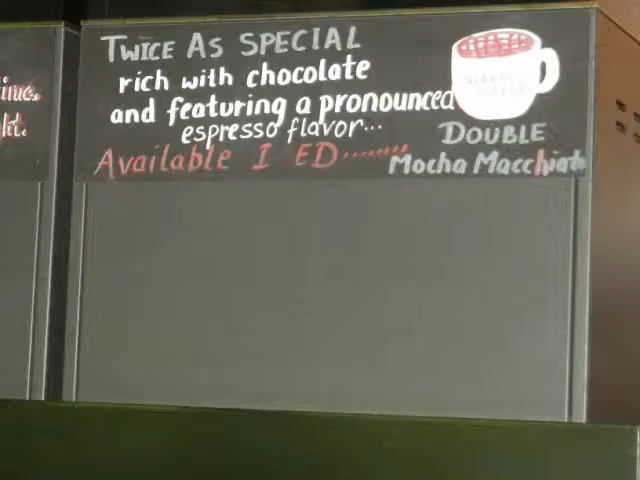 TWICE AS SPECIAL
rich with chocolate
and featuring a pronounced
espresso flavor...
Available I ED........
DOUBLE
Mocha Macchiato